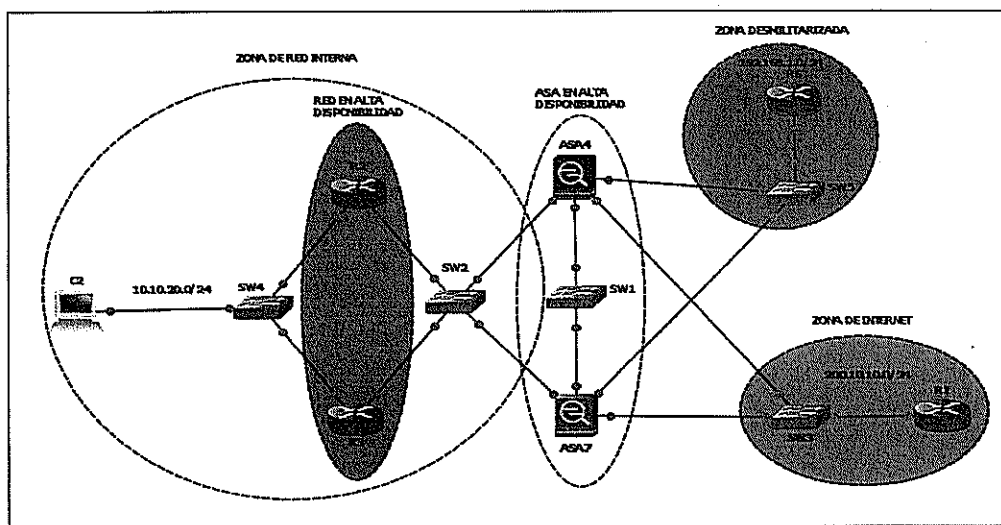 ZONA DESMILITARIZADA
ZONA DE RED INTERNA
RED EN ALTA
DISPONIBILIDAD
ASA EN ALTA
DISPONIBILIDAD
ASA4
SW2
C2
10.10.20.0/24
SW4
SW1
ZONA DE INTERNET
ASA7